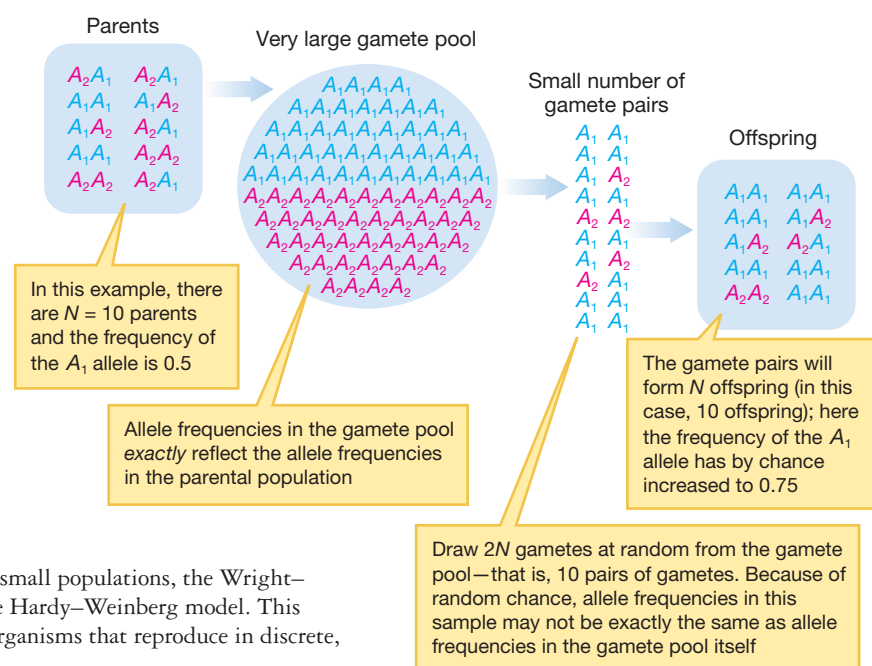 Parents
A₂A₁ A₂A₁
A₁A₁ A₁A₂
A₁A₂ A₂A₁
A₁A₁ A₂A₂
A₂A₂ A₂A₁
In this example, there
are N = 10 parents
and the frequency of
the A₁ allele is 0.5
Very large gamete pool
A₁A₁A₁A₁
A₁A₁A₁A₁A₁A₁A₁
A₁A₁A₁A₁A₁A₁A₁A₁A₁
A₁A₁A₁A₁A₁A₁A₁A₁A₁A₁
A₁A₁A₁A₁A₁A₁A₁A₁A₁A₁A₁
A₂A₂A₂A₂A₂A₂A₂A₂A₂A₂A₂
A₂A₂A₂A₂A₂A₂A₂A₂A₂A₂
A₂A₂A₂A₂A₂A₂A₂A₂A₂
A₂A₂A₂A₂A₂A₂A₂
A₂A₂A₂A₂
Allele frequencies in the gamete pool
exactly reflect the allele frequencies
in the parental population
Small number of
gamete pairs
A₁ A₁
A₁ A₁
A₁ A₂
A₁ A₁
A₂ A₂
A₁ A₁
A₁ A₂
A₂ A₁
A₁ A₁
A₁ A₁
Draw 2N gametes at random from the gamete
pool—that is, 10 pairs of gametes. Because of
random chance, allele frequencies in this
sample may not be exactly the same as allele
frequencies in the gamete pool itself
Offspring
A₁A₁ A₁A₁
A₁A₁ A₁A₂
A₁A₂ A₂A₁
A₁A₁ A₁A₁
A₂A₂ A₁A₁
The gamete pairs will
form N offspring (in this
case, 10 offspring); here
the frequency of the A₁
allele has by chance
increased to 0.75
small populations, the Wright–
e Hardy–Weinberg model. This
rganisms that reproduce in discrete,